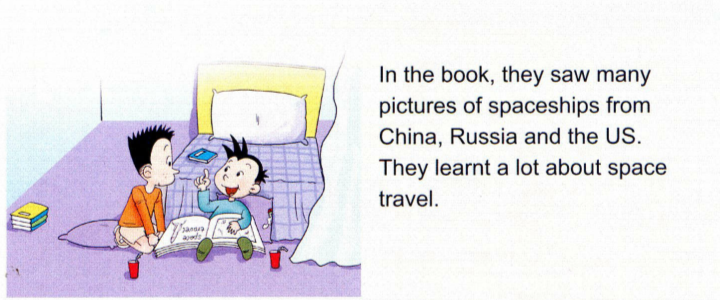 In the book, they saw many
pictures of spaceships from
China, Russia and the US.
They learnt a lot about space
travel.